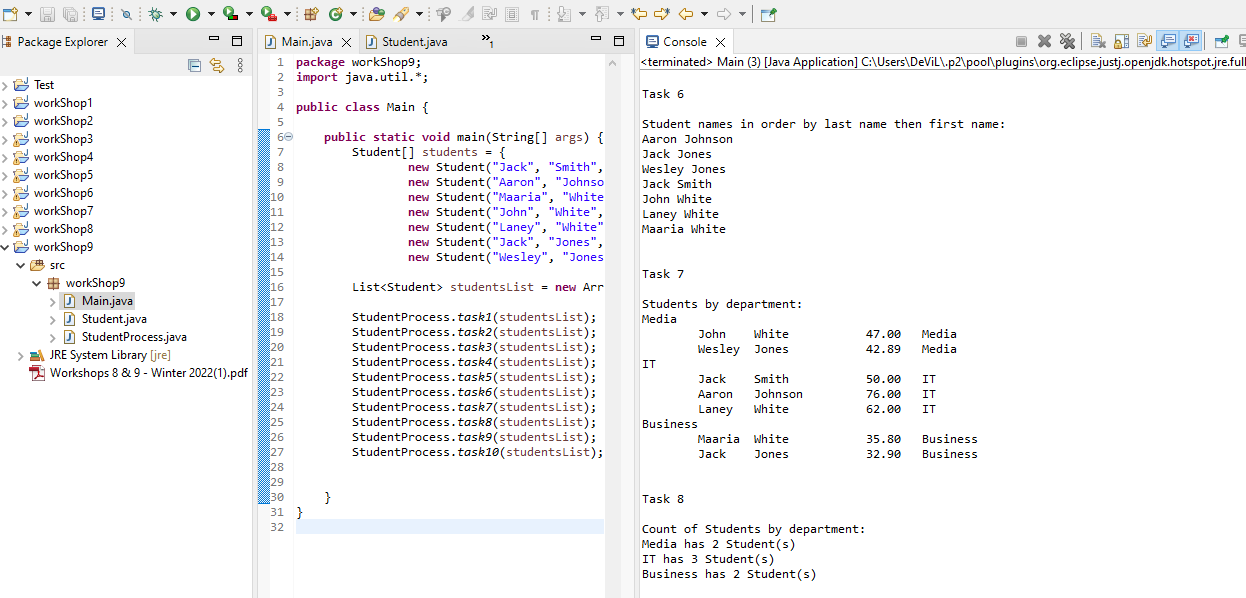 Package Explorer
Test
workShop1
workShop2
workShop3
workShop4
workShop5
workShop6
workShop7
workShop8
workShop9
src
workShop9
Main.java
Student.java
StudentProcess.java
JRE System Library [jre]
Workshops 8 & 9 - Winter 2022(1).pdf
Main.java Student.java »1
1 package workShop9;
2 import java.util.*;
3
4 public class Main {
5
6 public static void main(String[] args) {
7 Student[] students = {
8 new Student("Jack", "Smith",
9 new Student("Aaron", "Johnso
10 new Student("Maaria", "White
11 new Student("John", "White",
12 new Student("Laney", "White"
13 new Student("Jack", "Jones",
14 new Student("Wesley", "Jones
15
16 List<Student> studentsList = new Arr
17
18 StudentProcess.task1(studentsList);
19 StudentProcess.task2(studentsList);
20 StudentProcess.task3(studentsList);
21 StudentProcess.task4(studentsList);
22 StudentProcess.task5(studentsList);
23 StudentProcess.task6(studentsList);
24 StudentProcess.task7(studentsList);
25 StudentProcess.task8(studentsList);
26 StudentProcess.task9(studentsList);
27 StudentProcess.task10(studentsList);
28
29
30 }
31 }
32
Console
<terminated> Main (3) [Java Application] C:\Users\DeViL\.p2\pool\plugins\org.eclipse.justj.openjdk.hotspot.jre.full
Task 6
Student names in order by last name then first name:
Aaron Johnson
Jack Jones
Wesley Jones
Jack Smith
John White
Laney White
Maaria White
Task 7
Students by department:
Media
John White 47.00 Media
Wesley Jones 42.89 Media
IT
Jack Smith 50.00 IT
Aaron Johnson 76.00 IT
Laney White 62.00 IT
Business
Maaria White 35.80 Business
Jack Jones 32.90 Business
Task 8
Count of Students by department:
Media has 2 Student(s)
IT has 3 Student(s)
Business has 2 Student(s)